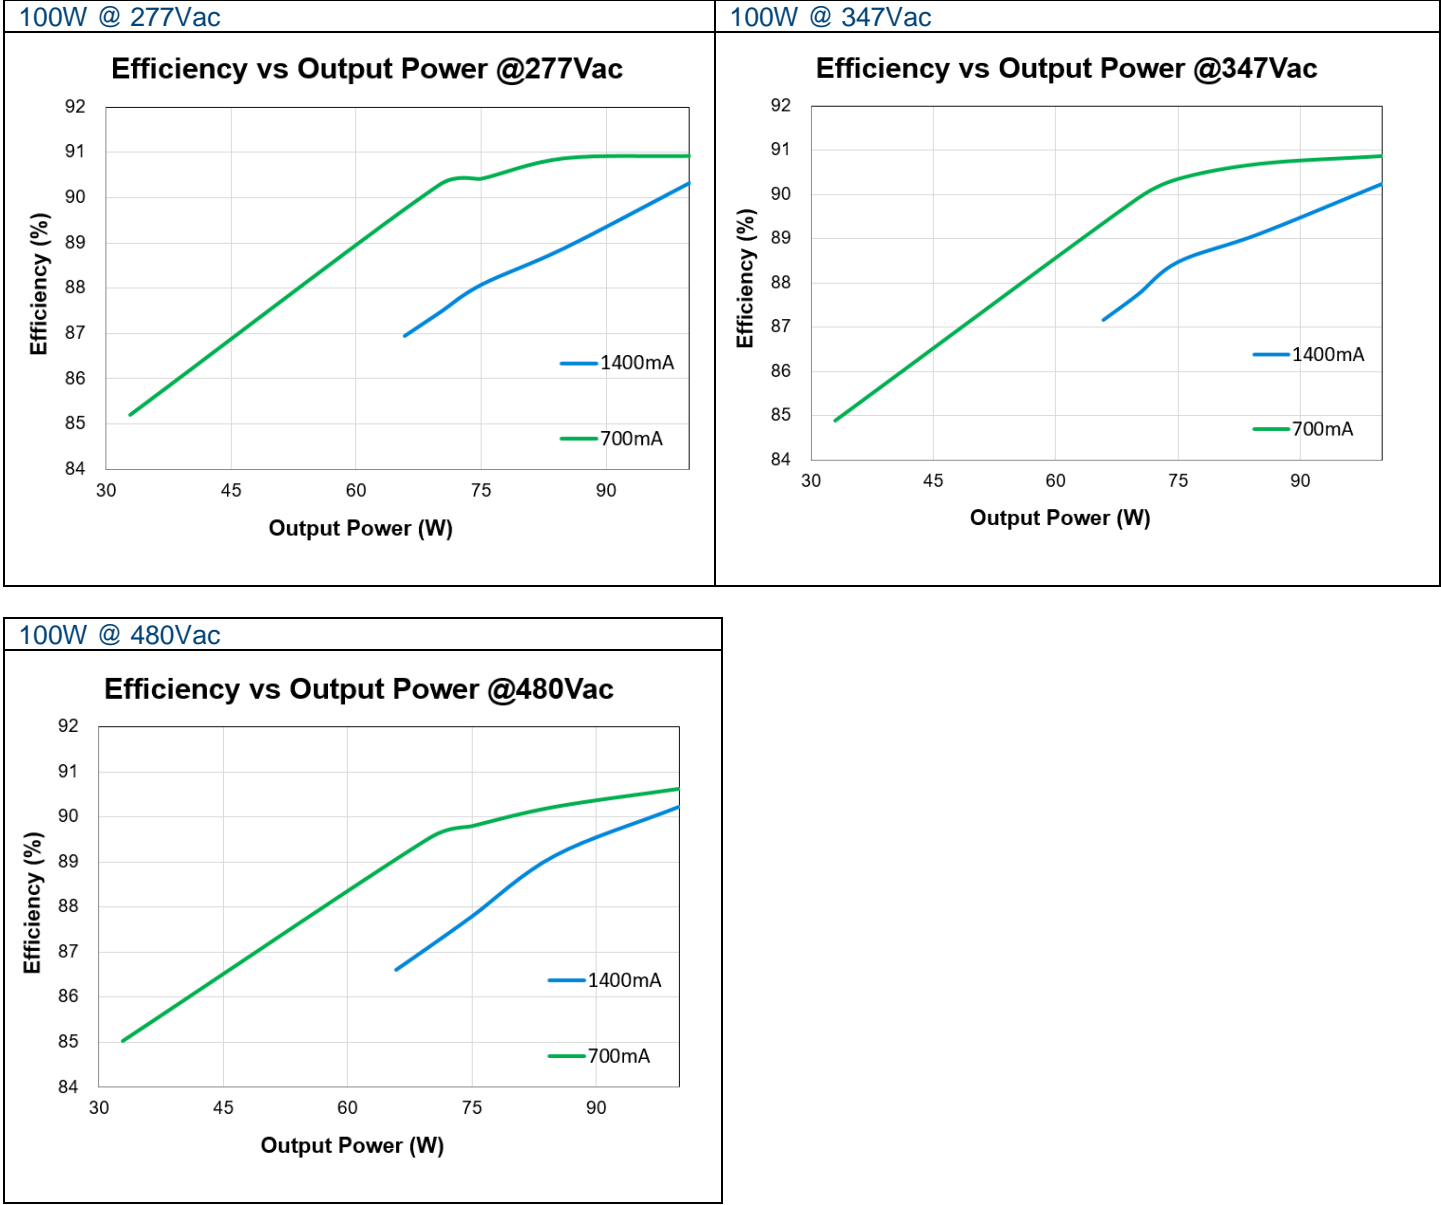 100W @ 277Vac
Efficiency vs Output Power @277Vac
92
91
90
89
88
87
86
85
84
Efficiency (%)
1400mA
700mA
30 45 60 75 90
Output Power (W)
100W @ 347Vac
Efficiency vs Output Power @347Vac
92
91
90
89
88
87
86
85
84
Efficiency (%)
1400mA
700mA
30 45 60 75 90
Output Power (W)
100W @ 480Vac
Efficiency vs Output Power @480Vac
92
91
90
89
88
87
86
85
84
Efficiency (%)
1400mA
700mA
30 45 60 75 90
Output Power (W)